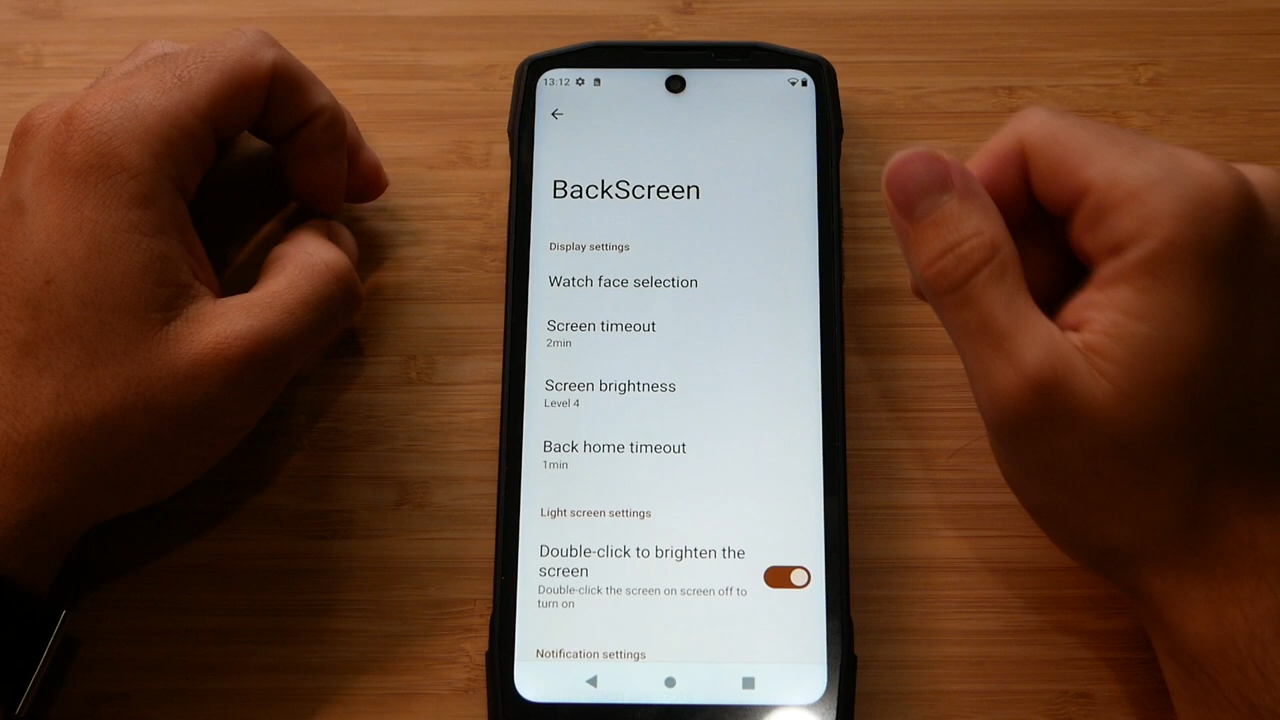 13:12
BackScreen
Display settings
Watch face selection
Screen timeout
2min
Screen brightness
Level 4
Back home timeout
1min
Light screen settings
Double-click to brighten the
screen
Double-click the screen on screen off to
turn on
Notification settings